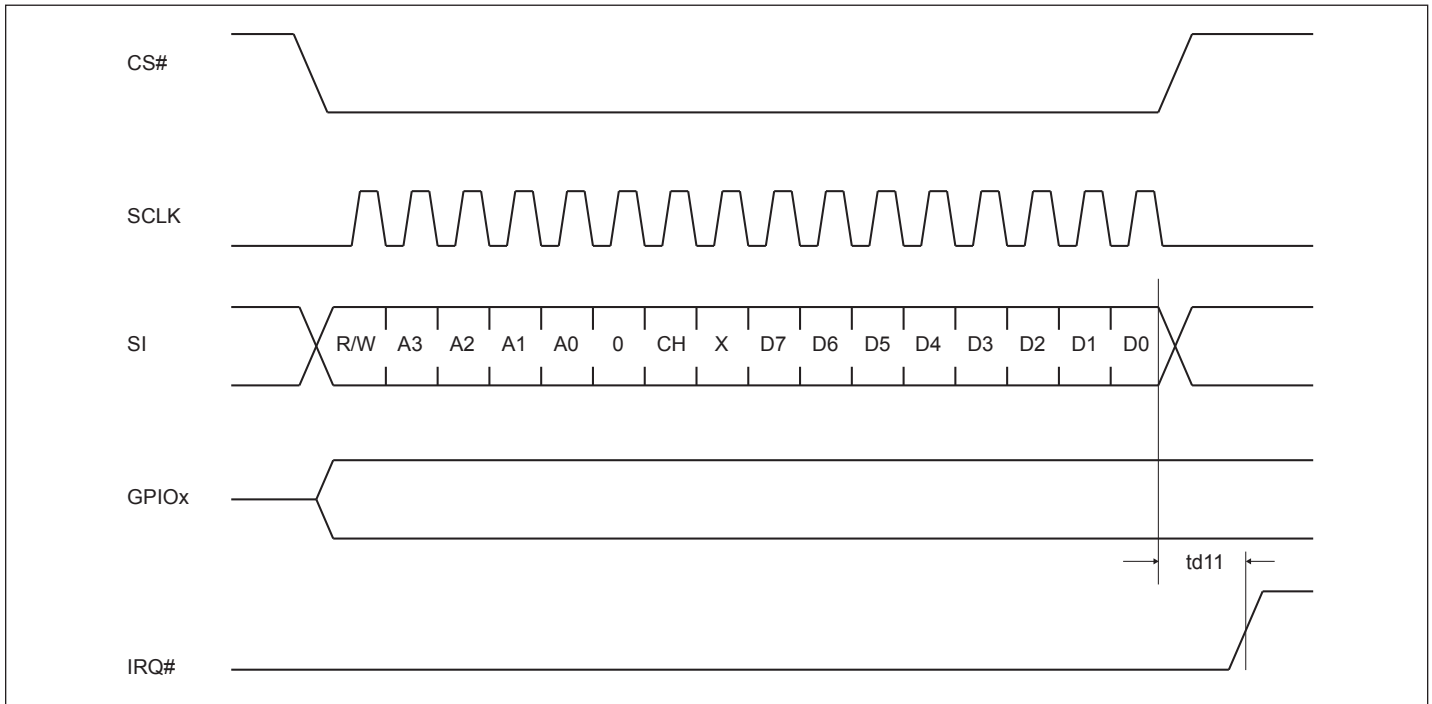 CS#
SCLK
SI
R/W A3 A2 A1 A0 0 CH X D7 D6 D5 D4 D3 D2 D1 D0
GPIOx
td11
IRQ#